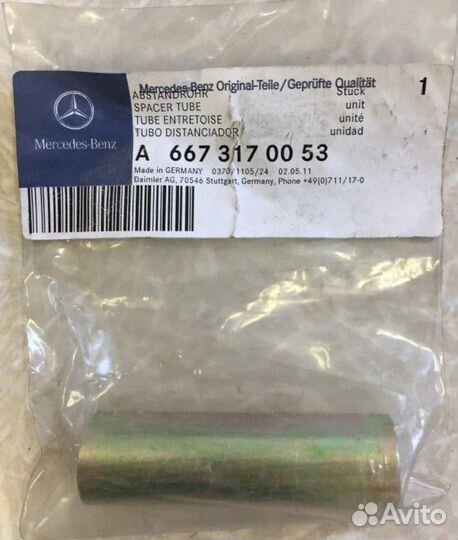 Mercedes-Benz Original-Teile/Geprüfte Qualität 1
ABSTANDROHR Stück
SPACER TUBE unit
TUBE ENTRETOISE unité
TUBO DISTANCIADOR unidad
Mercedes-Benz
A 667 317 00 53
Made in GERMANY 0370/1105/24 02.05.11
Daimler AG, 70546 Stuttgart, Germany, Phone +49(0)711/17-0
Avito